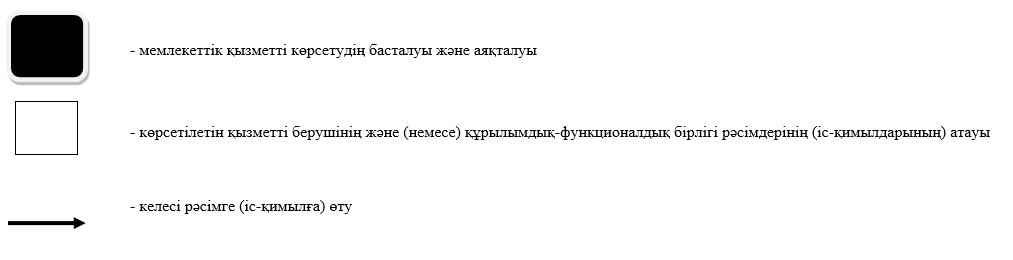 - мемлекеттік қызметті көрсетудің басталуы және аяқталуы
- көрсетілетін қызметті берушінің және (немесе) құрылымдық-функционалдық бірлігі рәсімдерінің (іс-қимылдарының) атауы
- келесі рәсімге (іс-қимылға) өту